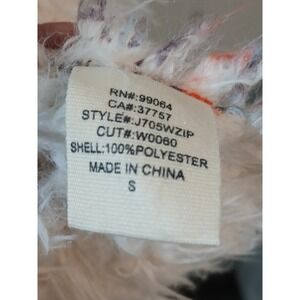 RN#:99064
CA#:37757
STYLE#:J705WZIP
CUT#:W0060
SHELL:100%POLYESTER
MADE IN CHINA
S